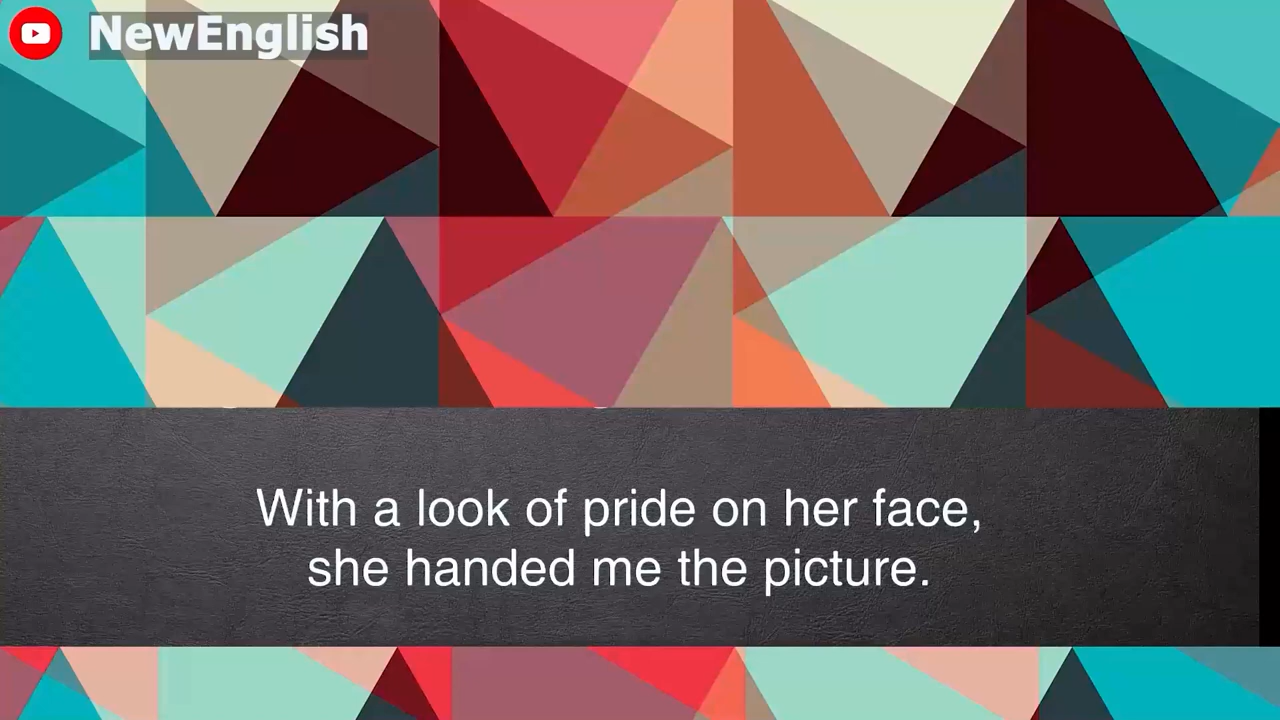 NewEnglish
With a look of pride on her face,
she handed me the picture.